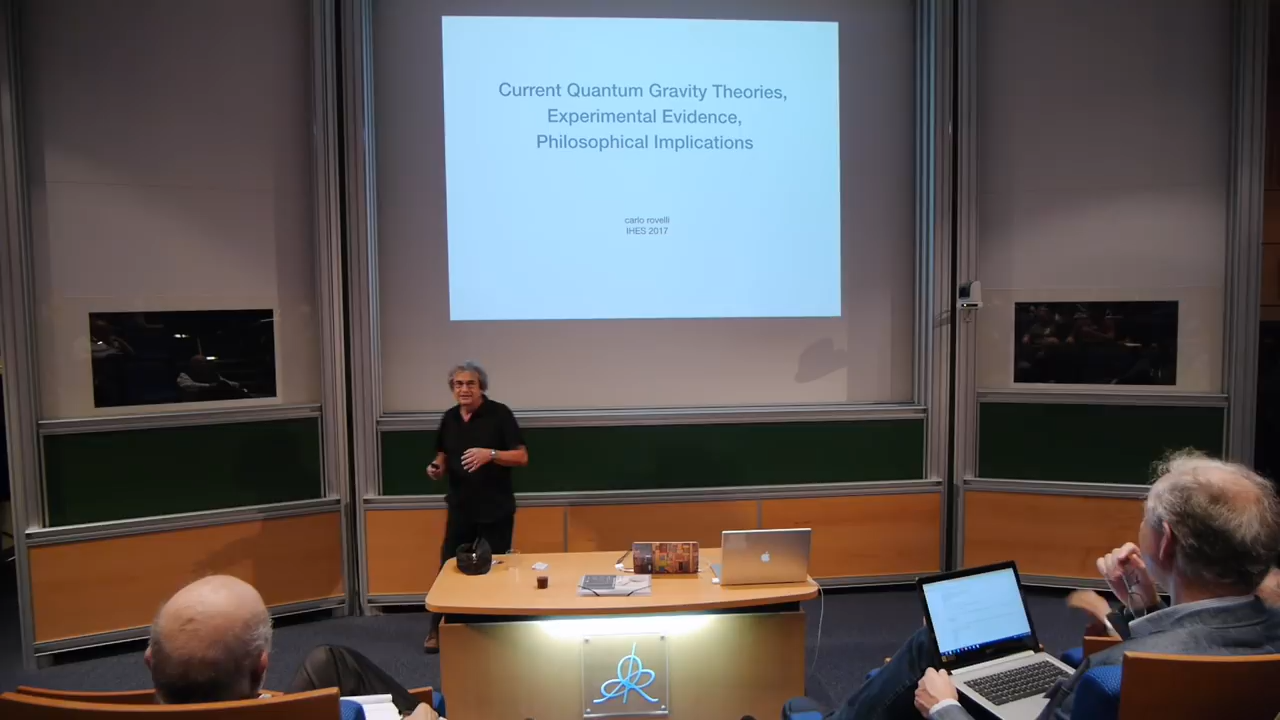 Current Quantum Gravity Theories,
Experimental Evidence,
Philosophical Implications
carlo rovelli
IHES 2017